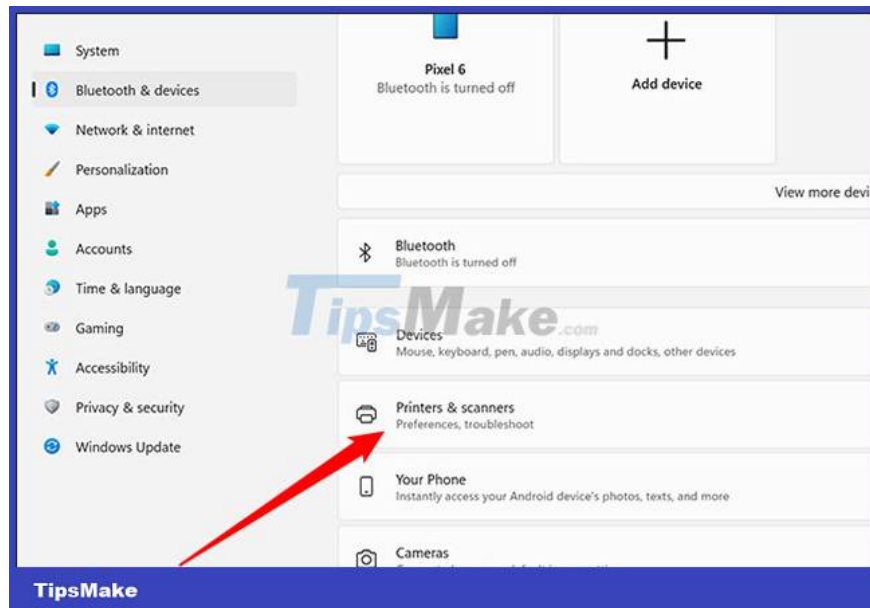 System
Bluetooth & devices
Network & internet
Personalization
Apps
Accounts
Time & language
Gaming
Accessibility
Privacy & security
Windows Update
Pixel 6
Bluetooth is turned off
Add device
View more devi
Bluetooth
Bluetooth is turned off
TipsMake.com
Devices
Mouse, keyboard, pen, audio, displays and docks, other devices
Printers & scanners
Preferences, troubleshoot
Your Phone
Instantly access your Android device's photos, texts, and more
Cameras
TipsMake